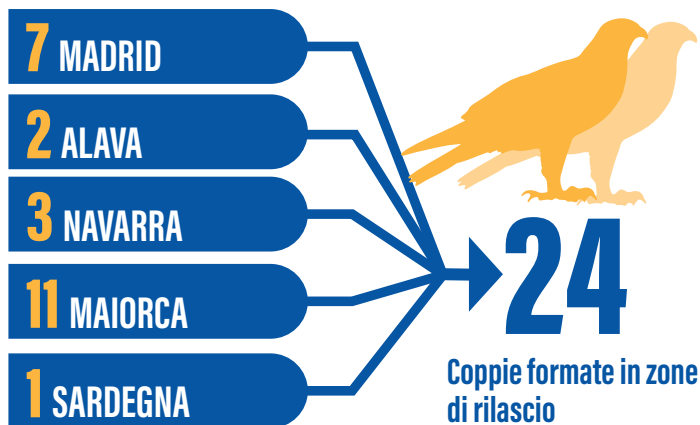 7 MADRID
2 ALAVA
3 NAVARRA
11 MAIORCA
1 SARDEGNA
24
Coppie formate in zone
di rilascio